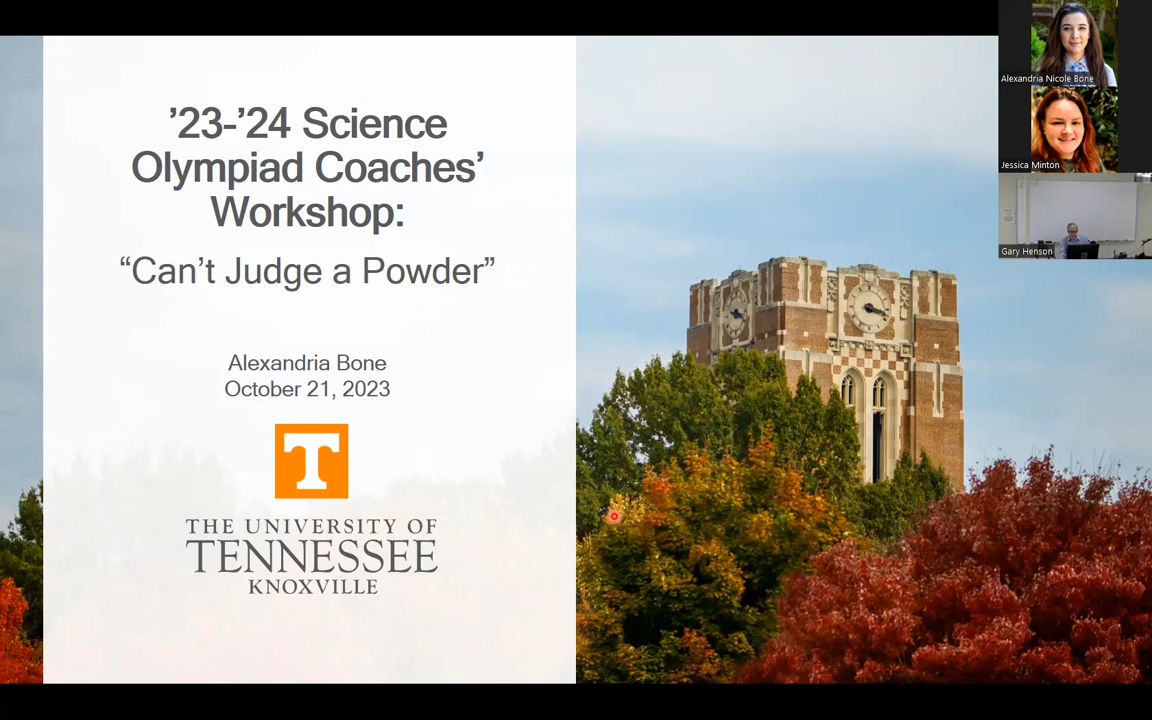 ’23-’24 Science
Olympiad Coaches’
Workshop:
“Can’t Judge a Powder”
Alexandria Bone
October 21, 2023
T
THE UNIVERSITY OF
TENNESSEE
KNOXVILLE
Alexandria Nicole Bone
Jessica Minton
Gary Henson